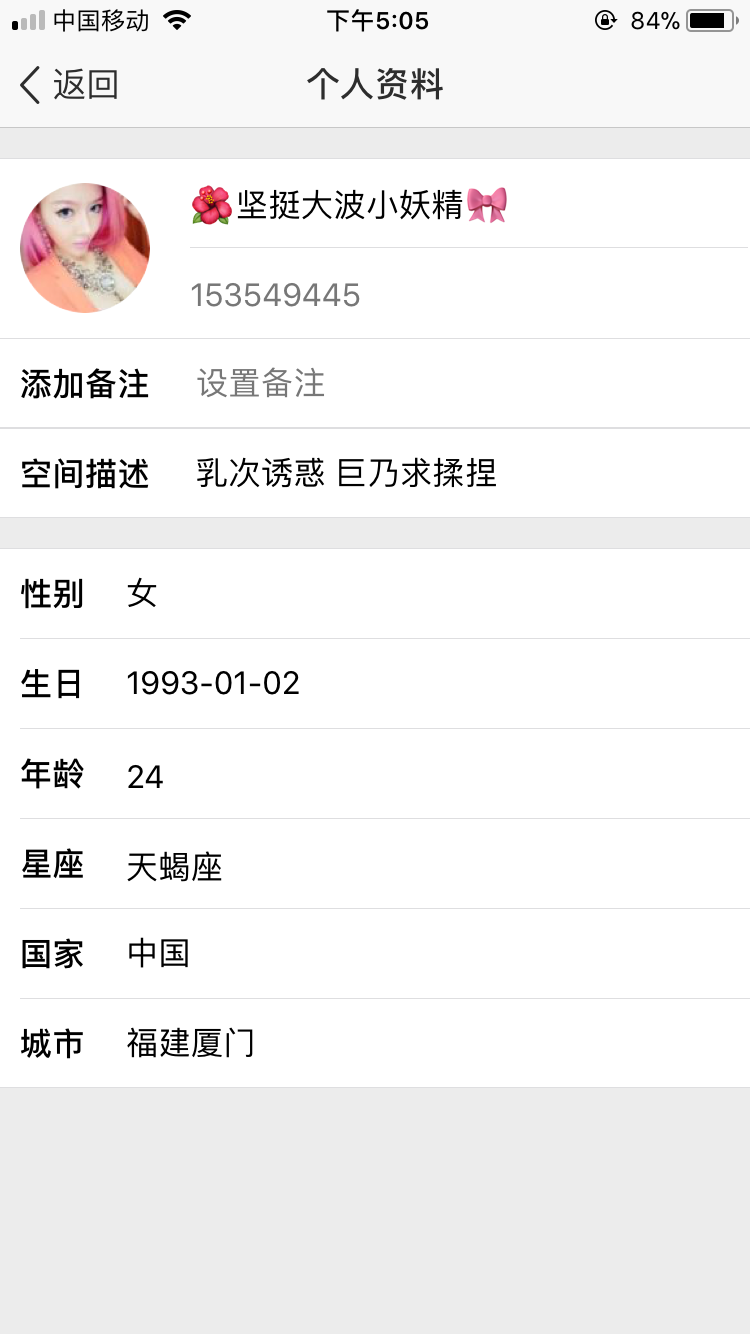 中国移动 下午5:05 84%
返回 个人资料
🌺坚挺大波小妖精🎀
153549445
添加备注 设置备注
空间描述 乳次诱惑 巨乃求揉捏
性别 女
生日 1993-01-02
年龄 24
星座 天蝎座
国家 中国
城市 福建厦门